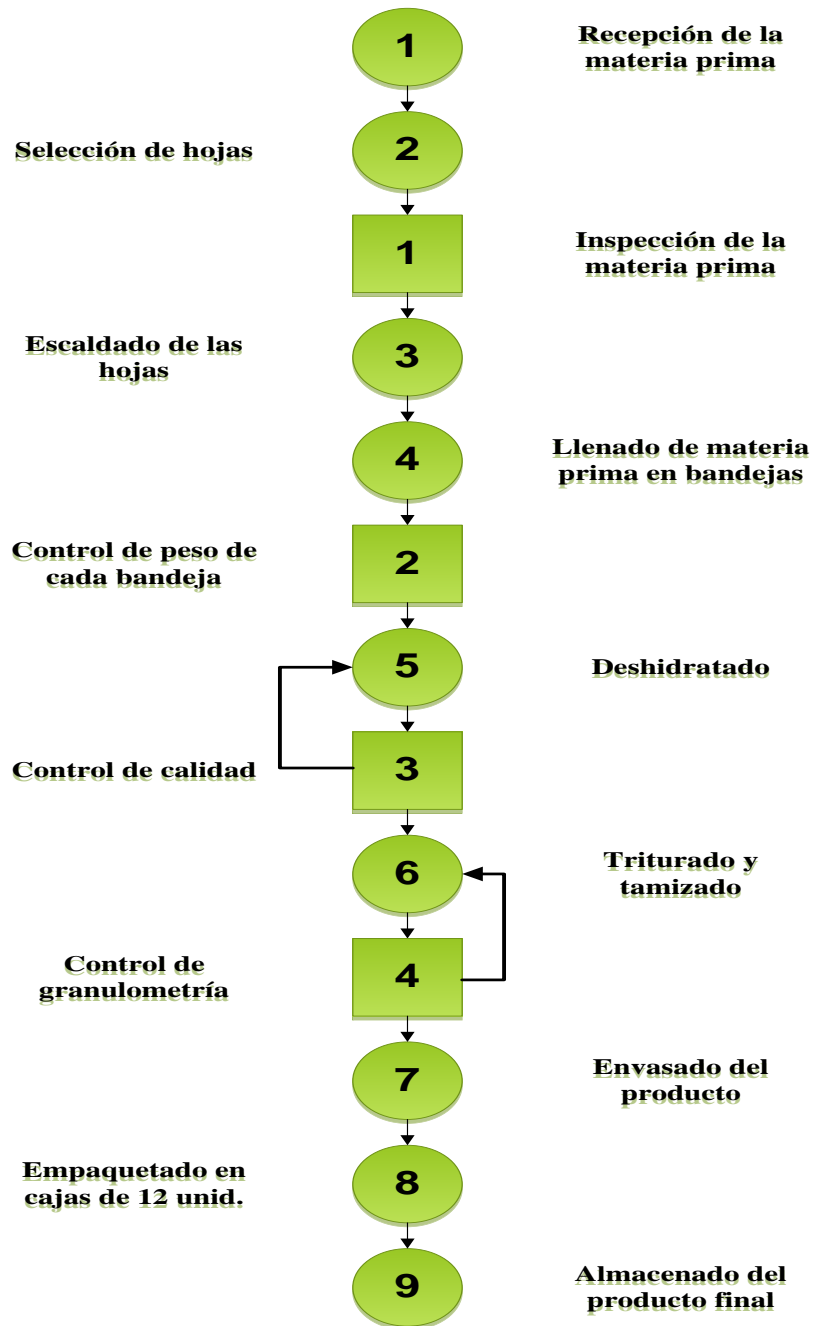 1
Recepción de la
materia prima
Selección de hojas
2
1
Inspección de la
materia prima
Escaldado de las
hojas
3
4
Llenado de materia
prima en bandejas
Control de peso de
cada bandeja
2
5
Deshidratado
Control de calidad
3
6
Triturado y
tamizado
Control de
granulometría
4
7
Envasado del
producto
Empaquetado en
cajas de 12 unid.
8
9
Almacenado del
producto final